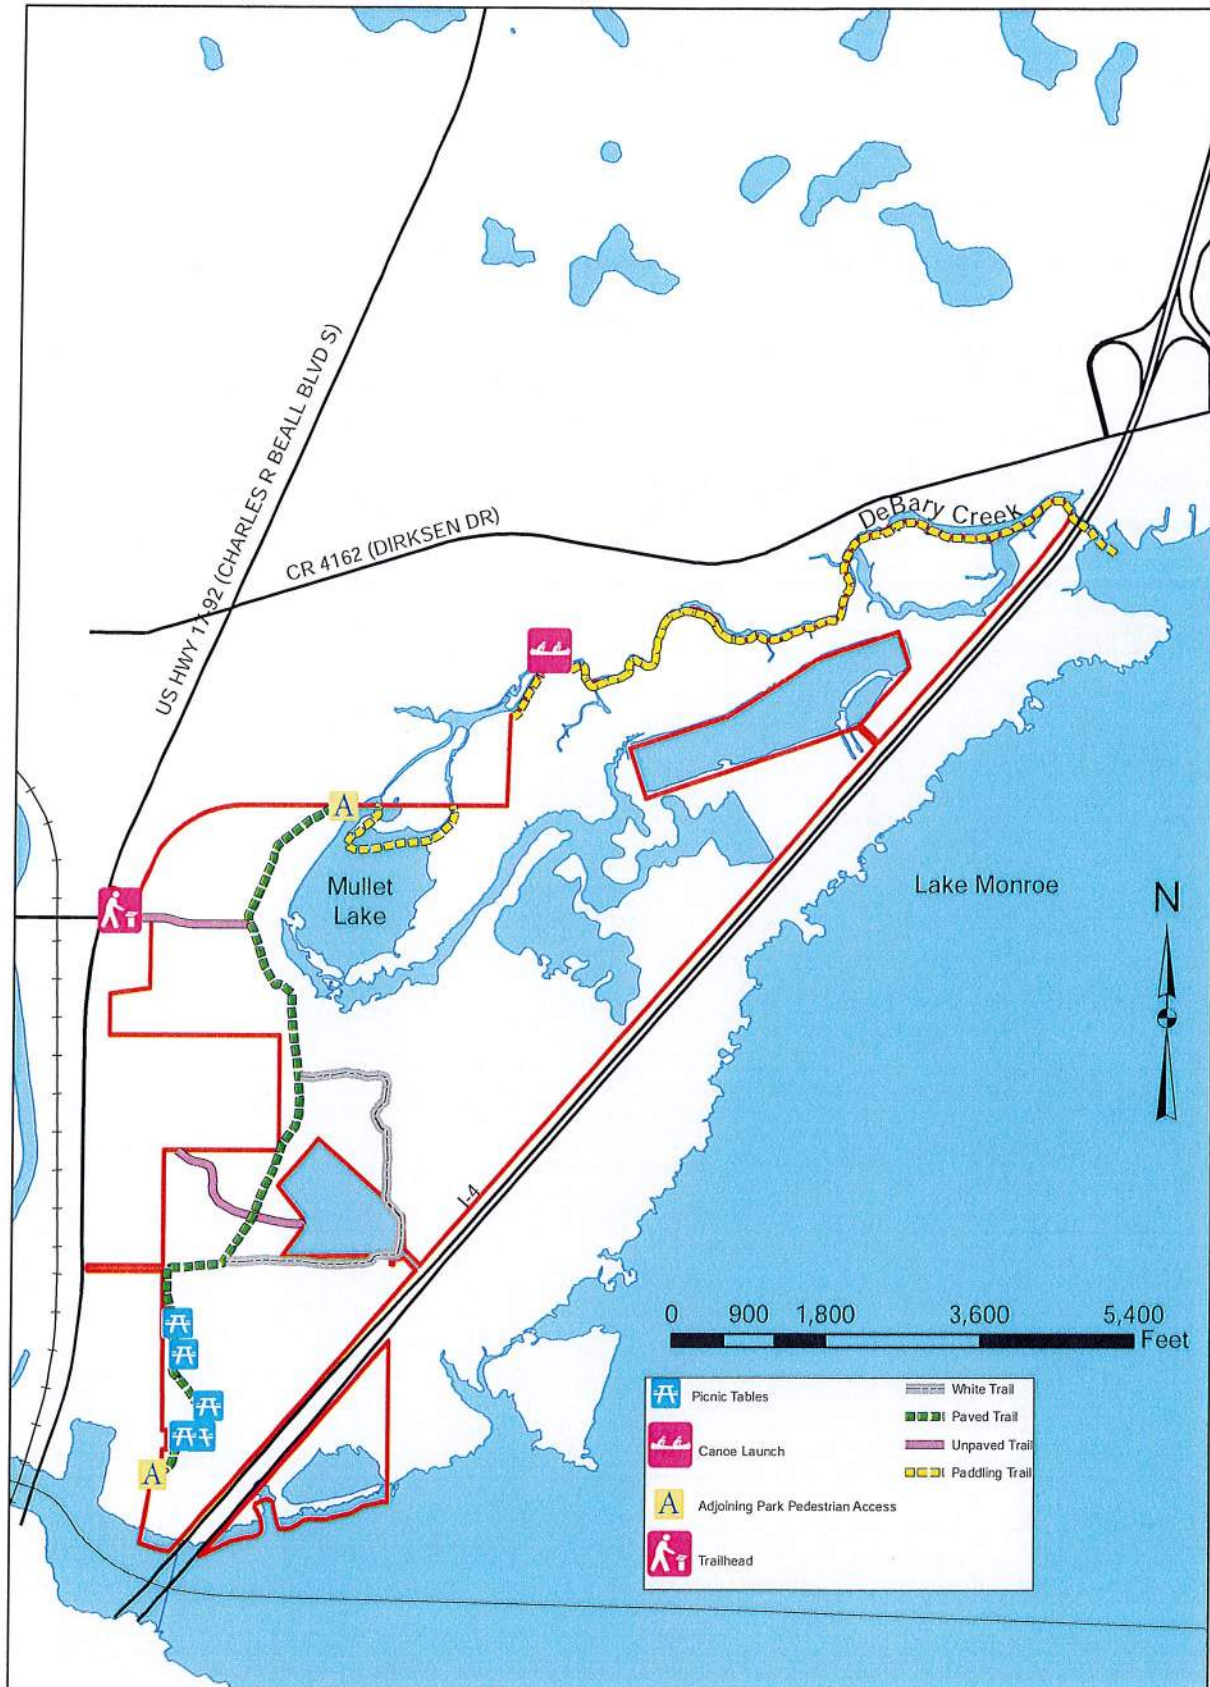 US HWY 17-92 (CHARLES R BEALL BLVD S)
CR 4162 (DIRKSEN DR)
DeBary Creek
A
Mullet
Lake
Lake Monroe
N
I-4
A
0 900 1,800 3,600 5,400
Feet
Picnic Tables
Canoe Launch
A Adjoining Park Pedestrian Access
Trailhead
White Trail
Paved Trail
Unpaved Trail
Paddling Trail